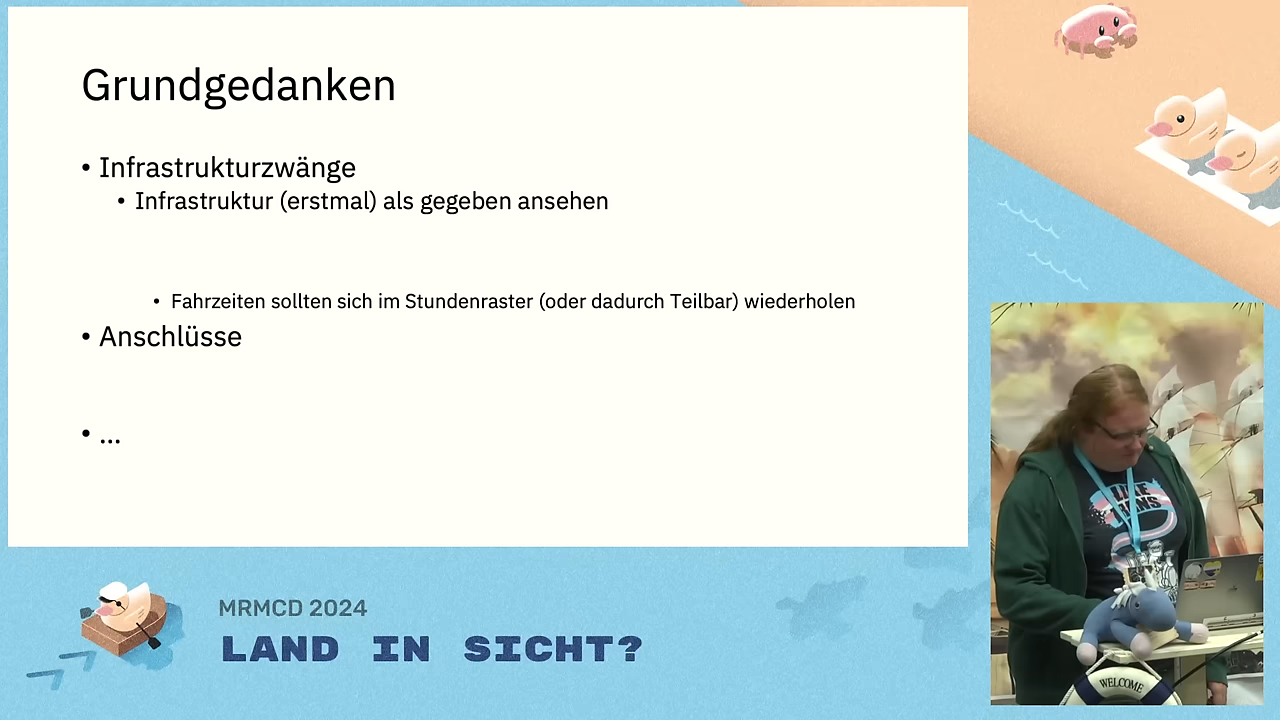 Grundgedanken
• Infrastrukturzwänge
• Infrastruktur (erstmal) als gegeben ansehen
• Fahrzeiten sollten sich im Stundenraster (oder dadurch Teilbar) wiederholen
• Anschlüsse
• ...
MRMCD 2024
LAND IN SICHT?
WELCOME